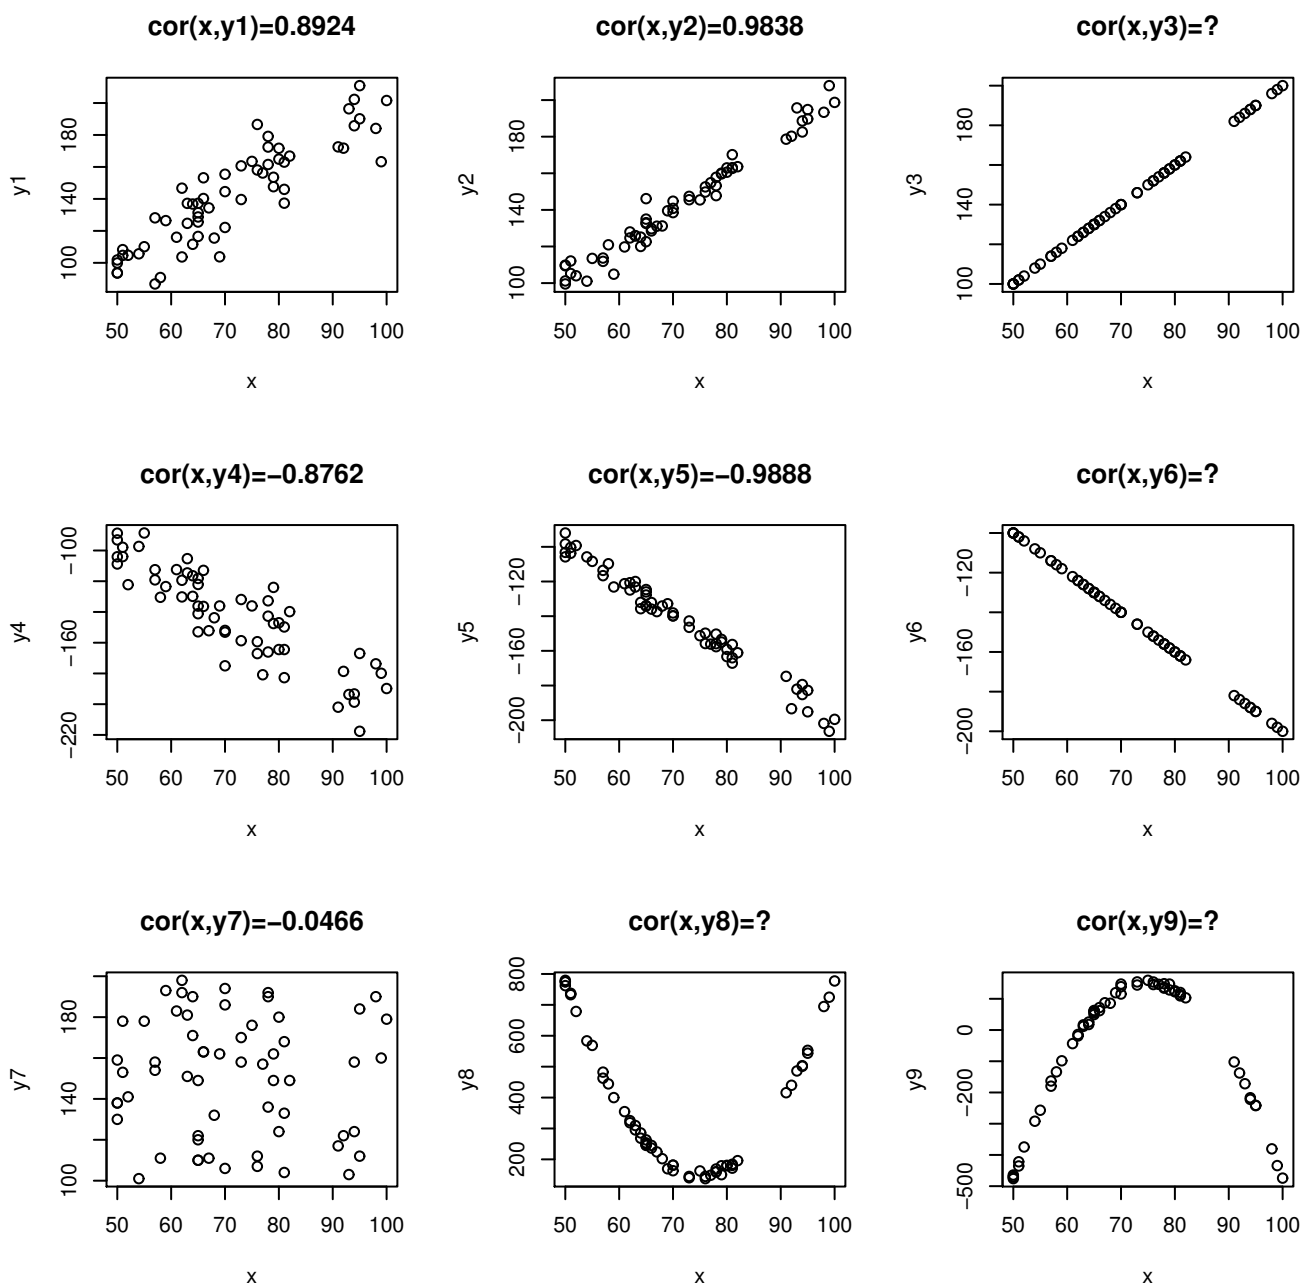 cor(x,y1)=0.8924
y1
180
140
100
50 60 70 80 90 100
x
cor(x,y2)=0.9838
y2
180
140
100
50 60 70 80 90 100
x
cor(x,y3)=?
y3
180
140
100
50 60 70 80 90 100
x
cor(x,y4)=−0.8762
y4
−100
−160
−220
50 60 70 80 90 100
x
cor(x,y5)=−0.9888
y5
−120
−160
−200
50 60 70 80 90 100
x
cor(x,y6)=?
y6
−120
−160
−200
50 60 70 80 90 100
x
cor(x,y7)=−0.0466
y7
180
140
100
50 60 70 80 90 100
x
cor(x,y8)=?
y8
800
600
400
200
50 60 70 80 90 100
x
cor(x,y9)=?
y9
0
−200
−500
50 60 70 80 90 100
x